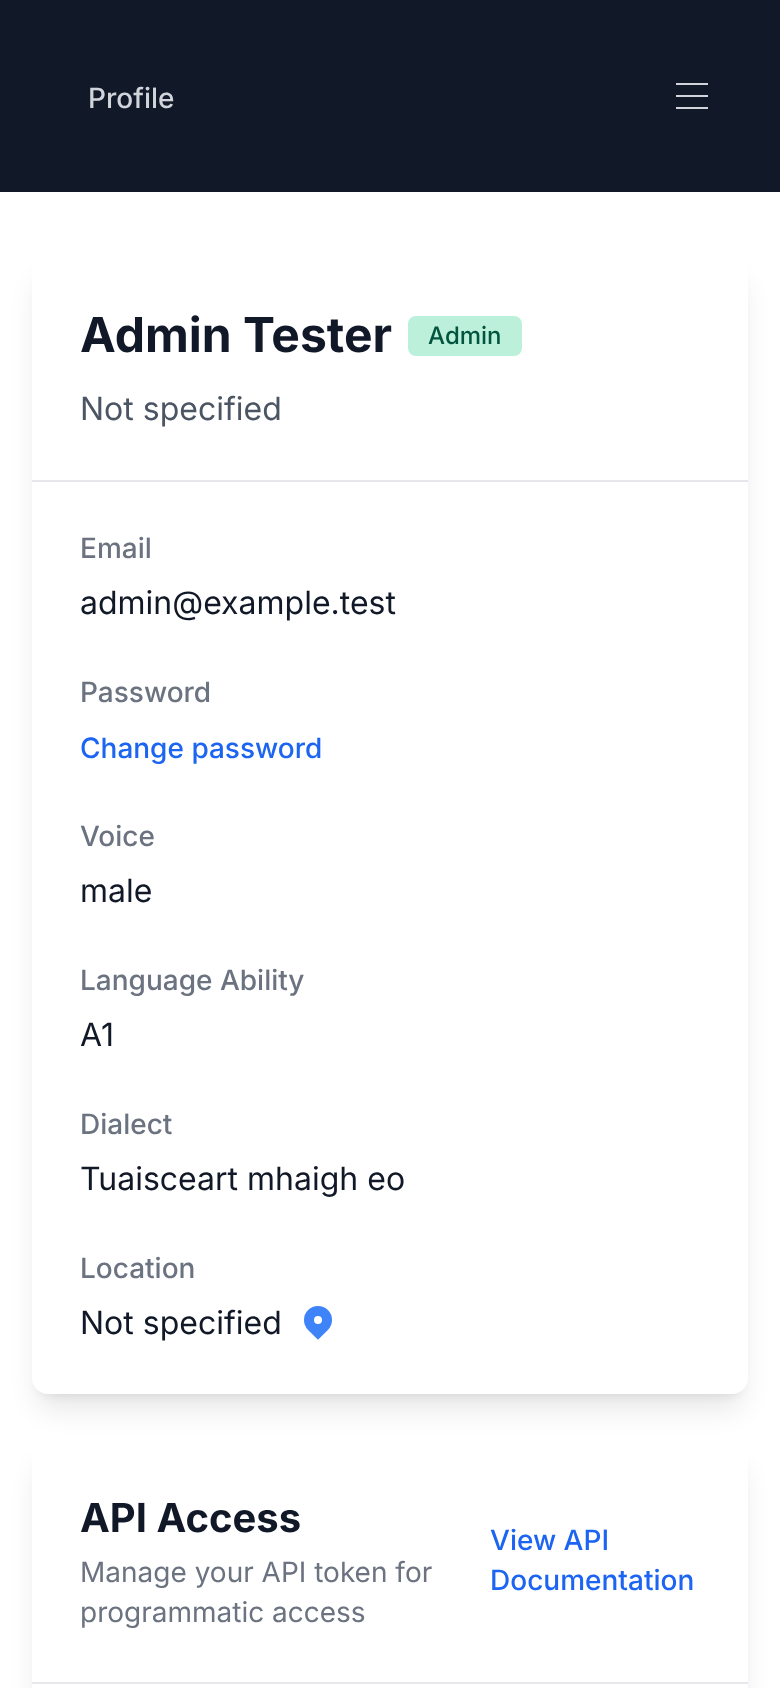 Profile
Admin Tester Admin
Not specified
Email
admin@example.test
Password
Change password
Voice
male
Language Ability
A1
Dialect
Tuaisceart mhaigh eo
Location
Not specified
API Access
Manage your API token for
programmatic access
View API
Documentation